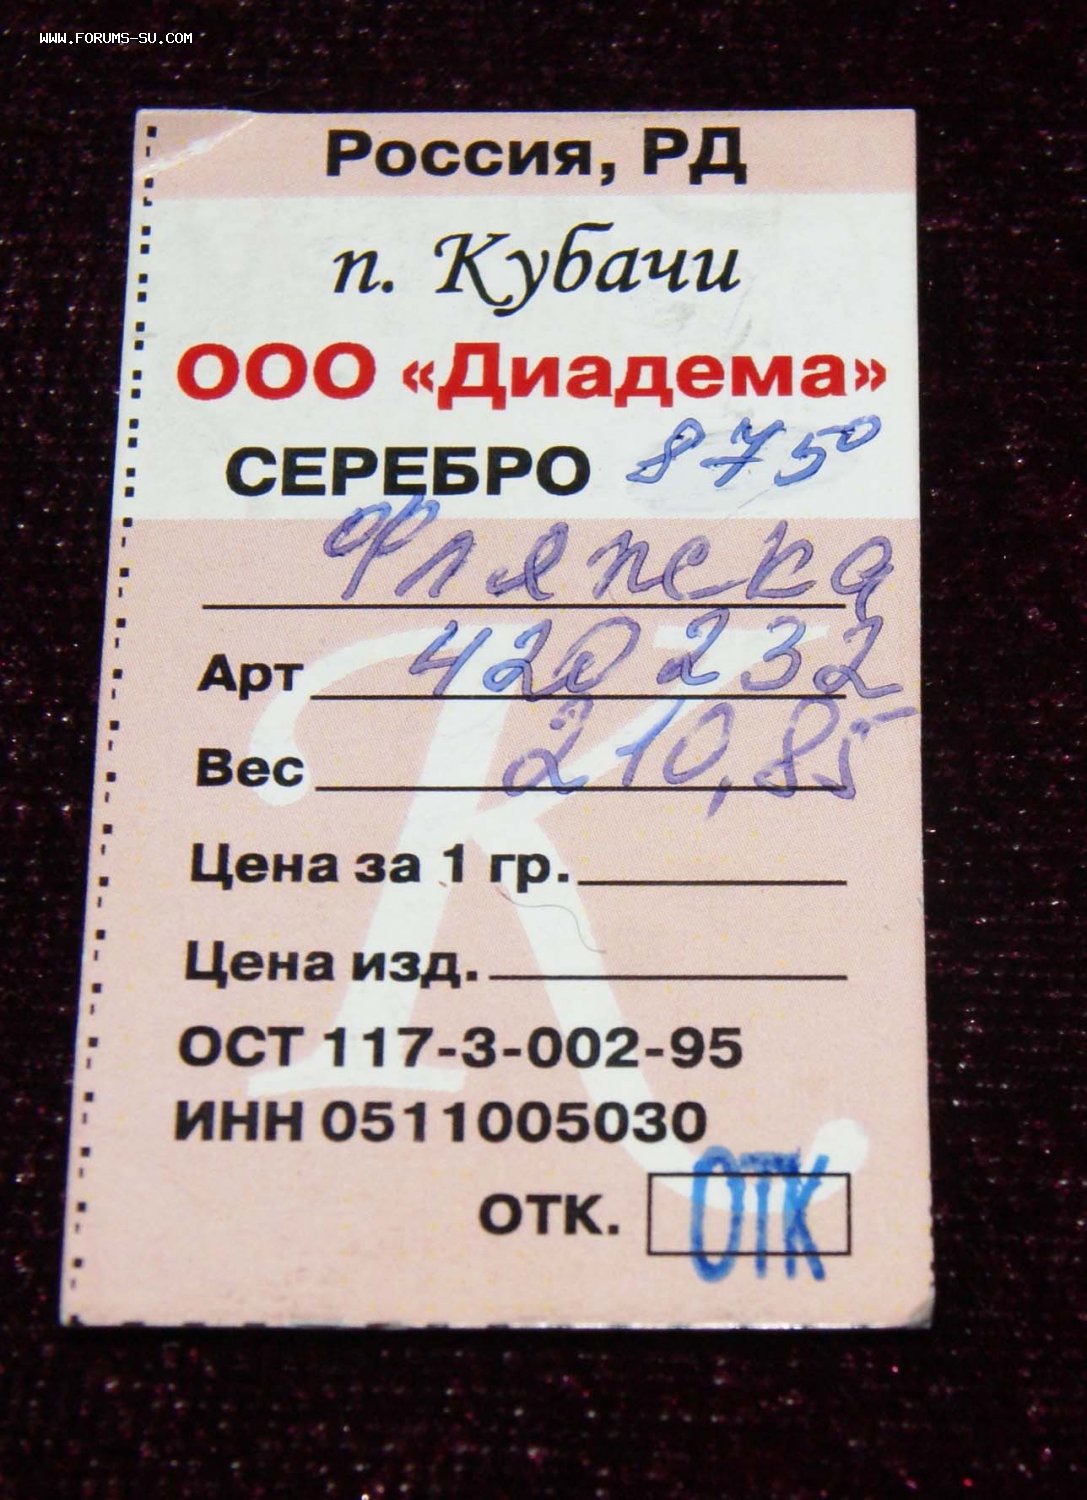 WWW.FORUMS-SU.COM
Россия, РД
п. Кубачи
ООО «Диадема»
СЕРЕБРО 875°
Фляжка
Арт 420232
Вес 210,85
Цена за 1 гр.
Цена изд.
ОСТ 117-3-002-95
ИНН 0511005030
ОТК. ОТК